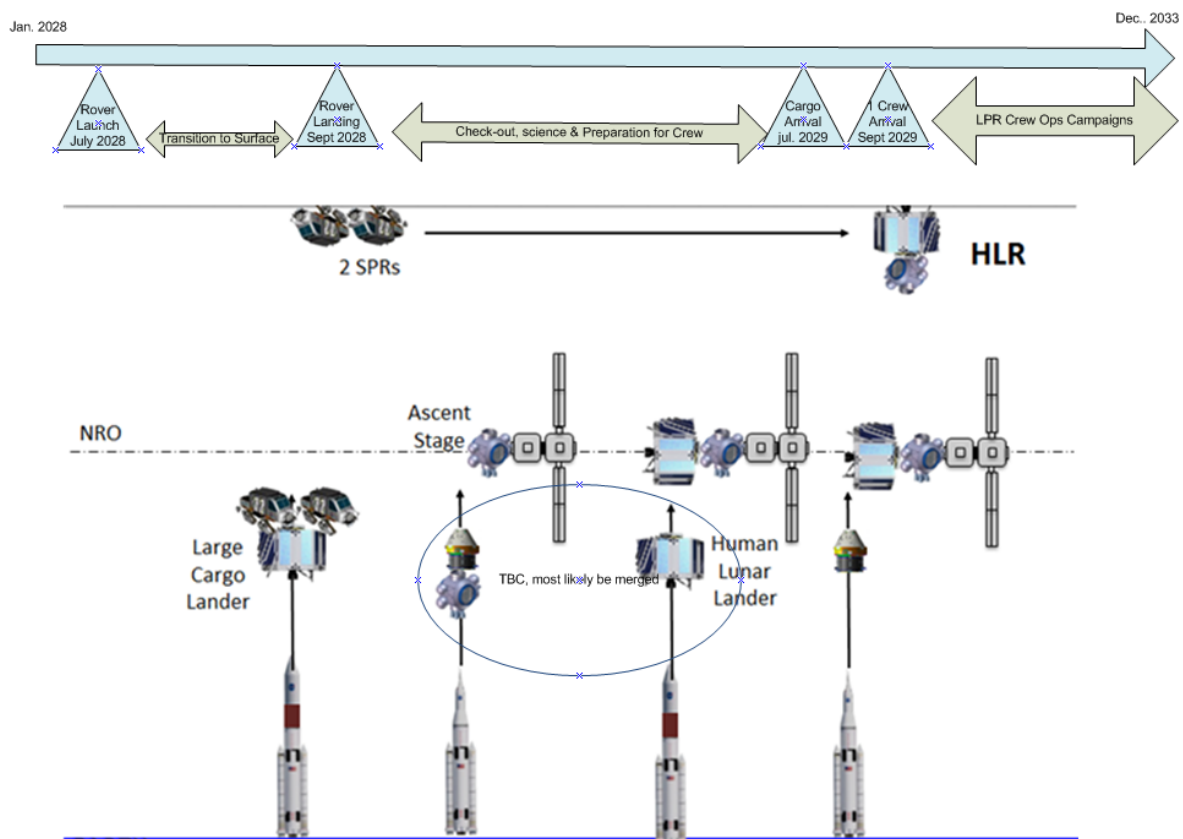 Jan. 2028
Dec.. 2033
Rover
Launch
July 2028
Transition to Surface
Rover
Landing
Sept 2028
Check-out, science & Preparation for Crew
Cargo
Arrival
jul. 2029
1 Crew
Arrival
Sept 2029
LPR Crew Ops Campaigns
2 SPRs
HLR
NRO
Ascent
Stage
Large
Cargo
Lander
TBC, most likely be merged
Human
Lunar
Lander